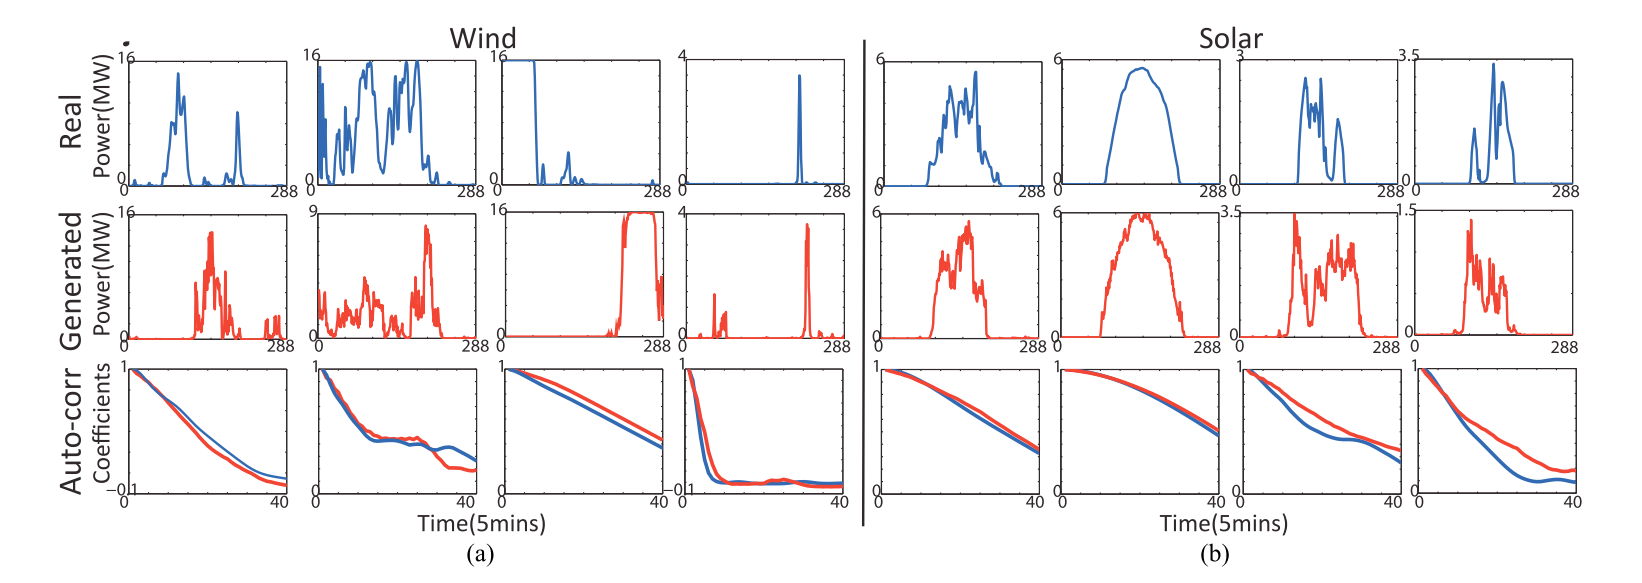 Wind Solar
Real
Power(MW)
16 16 16 4 6 6 3 3.5
0 0 0 0 0 0 0 0
0 288 0 288 0 288 0 288 0 288 0 288 0 288 0 288
Generated
Power(MW)
16 9 16 4 6 6 3.5 1.5
0 0 0 0 0 0 0 0
0 288 0 288 0 288 0 288 0 288 0 288 0 288 0 288
Auto-corr
Coefficients
1 1 1 1 1 1 1 1
−0.1 0 0 −0.1 0 0 0 0
0 40 0 40 0 40 0 40 0 40 0 40 0 40 0 40
Time(5mins) Time(5mins)
(a) (b)